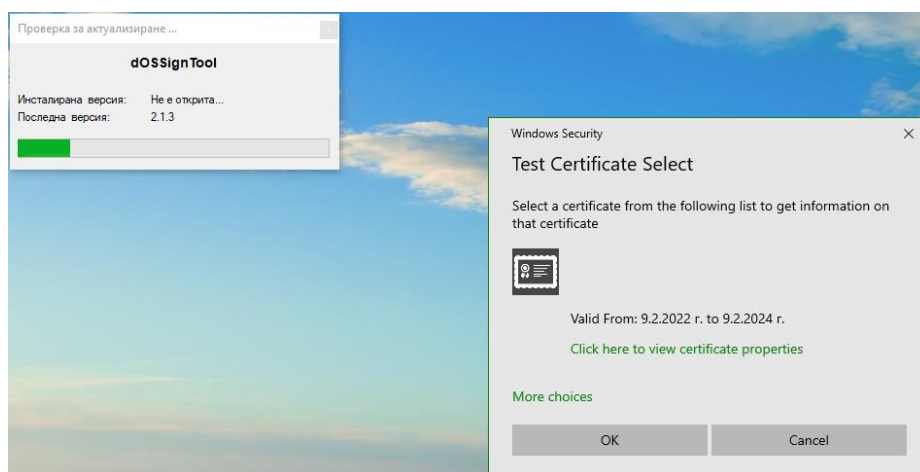 Проверка за актуализиране ...
dOSSignTool
Инсталирана версия: Не е открита...
Последна версия: 2.1.3
Windows Security
Test Certificate Select
Select a certificate from the following list to get information on
that certificate
Valid From: 9.2.2022 г. to 9.2.2024 г.
Click here to view certificate properties
More choices
OK Cancel